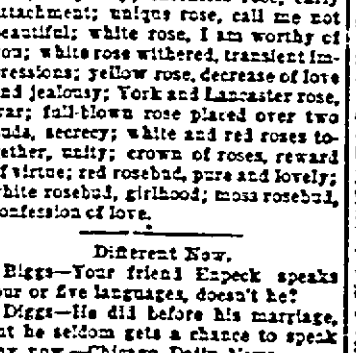 attachment; unique rose, call me not
beautiful; white rose, I am worthy of
you; white rose withered, transient im-
pressions; yellow rose, decrease of love
and jealousy; York and Lancaster rose,
war; full-blown rose placed over two
buds, secrecy; white and red roses to-
gether, unity; crown of roses, reward
of virtue; red rosebud, pure and lovely;
white rosebud, girlhood; moss rosebud,
confession of love.
Different Now.
Biggs—Your friend Enpeck speaks
four or five languages, doesn't he?
Diggs—He did before his marriage,
but he seldom gets a chance to speak
any now.—Chicago Daily News.